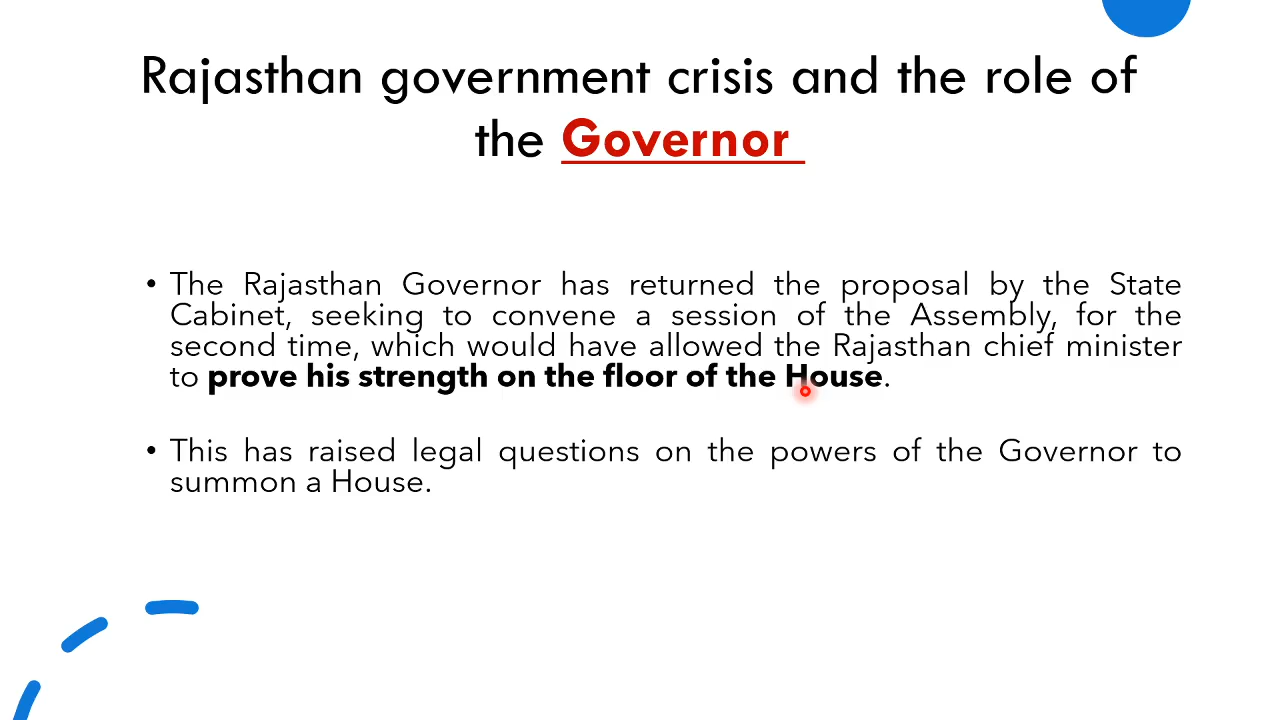 Rajasthan government crisis and the role of
the Governor
• The Rajasthan Governor has returned the proposal by the State
Cabinet, seeking to convene a session of the Assembly, for the
second time, which would have allowed the Rajasthan chief minister
to prove his strength on the floor of the House.
• This has raised legal questions on the powers of the Governor to
summon a House.